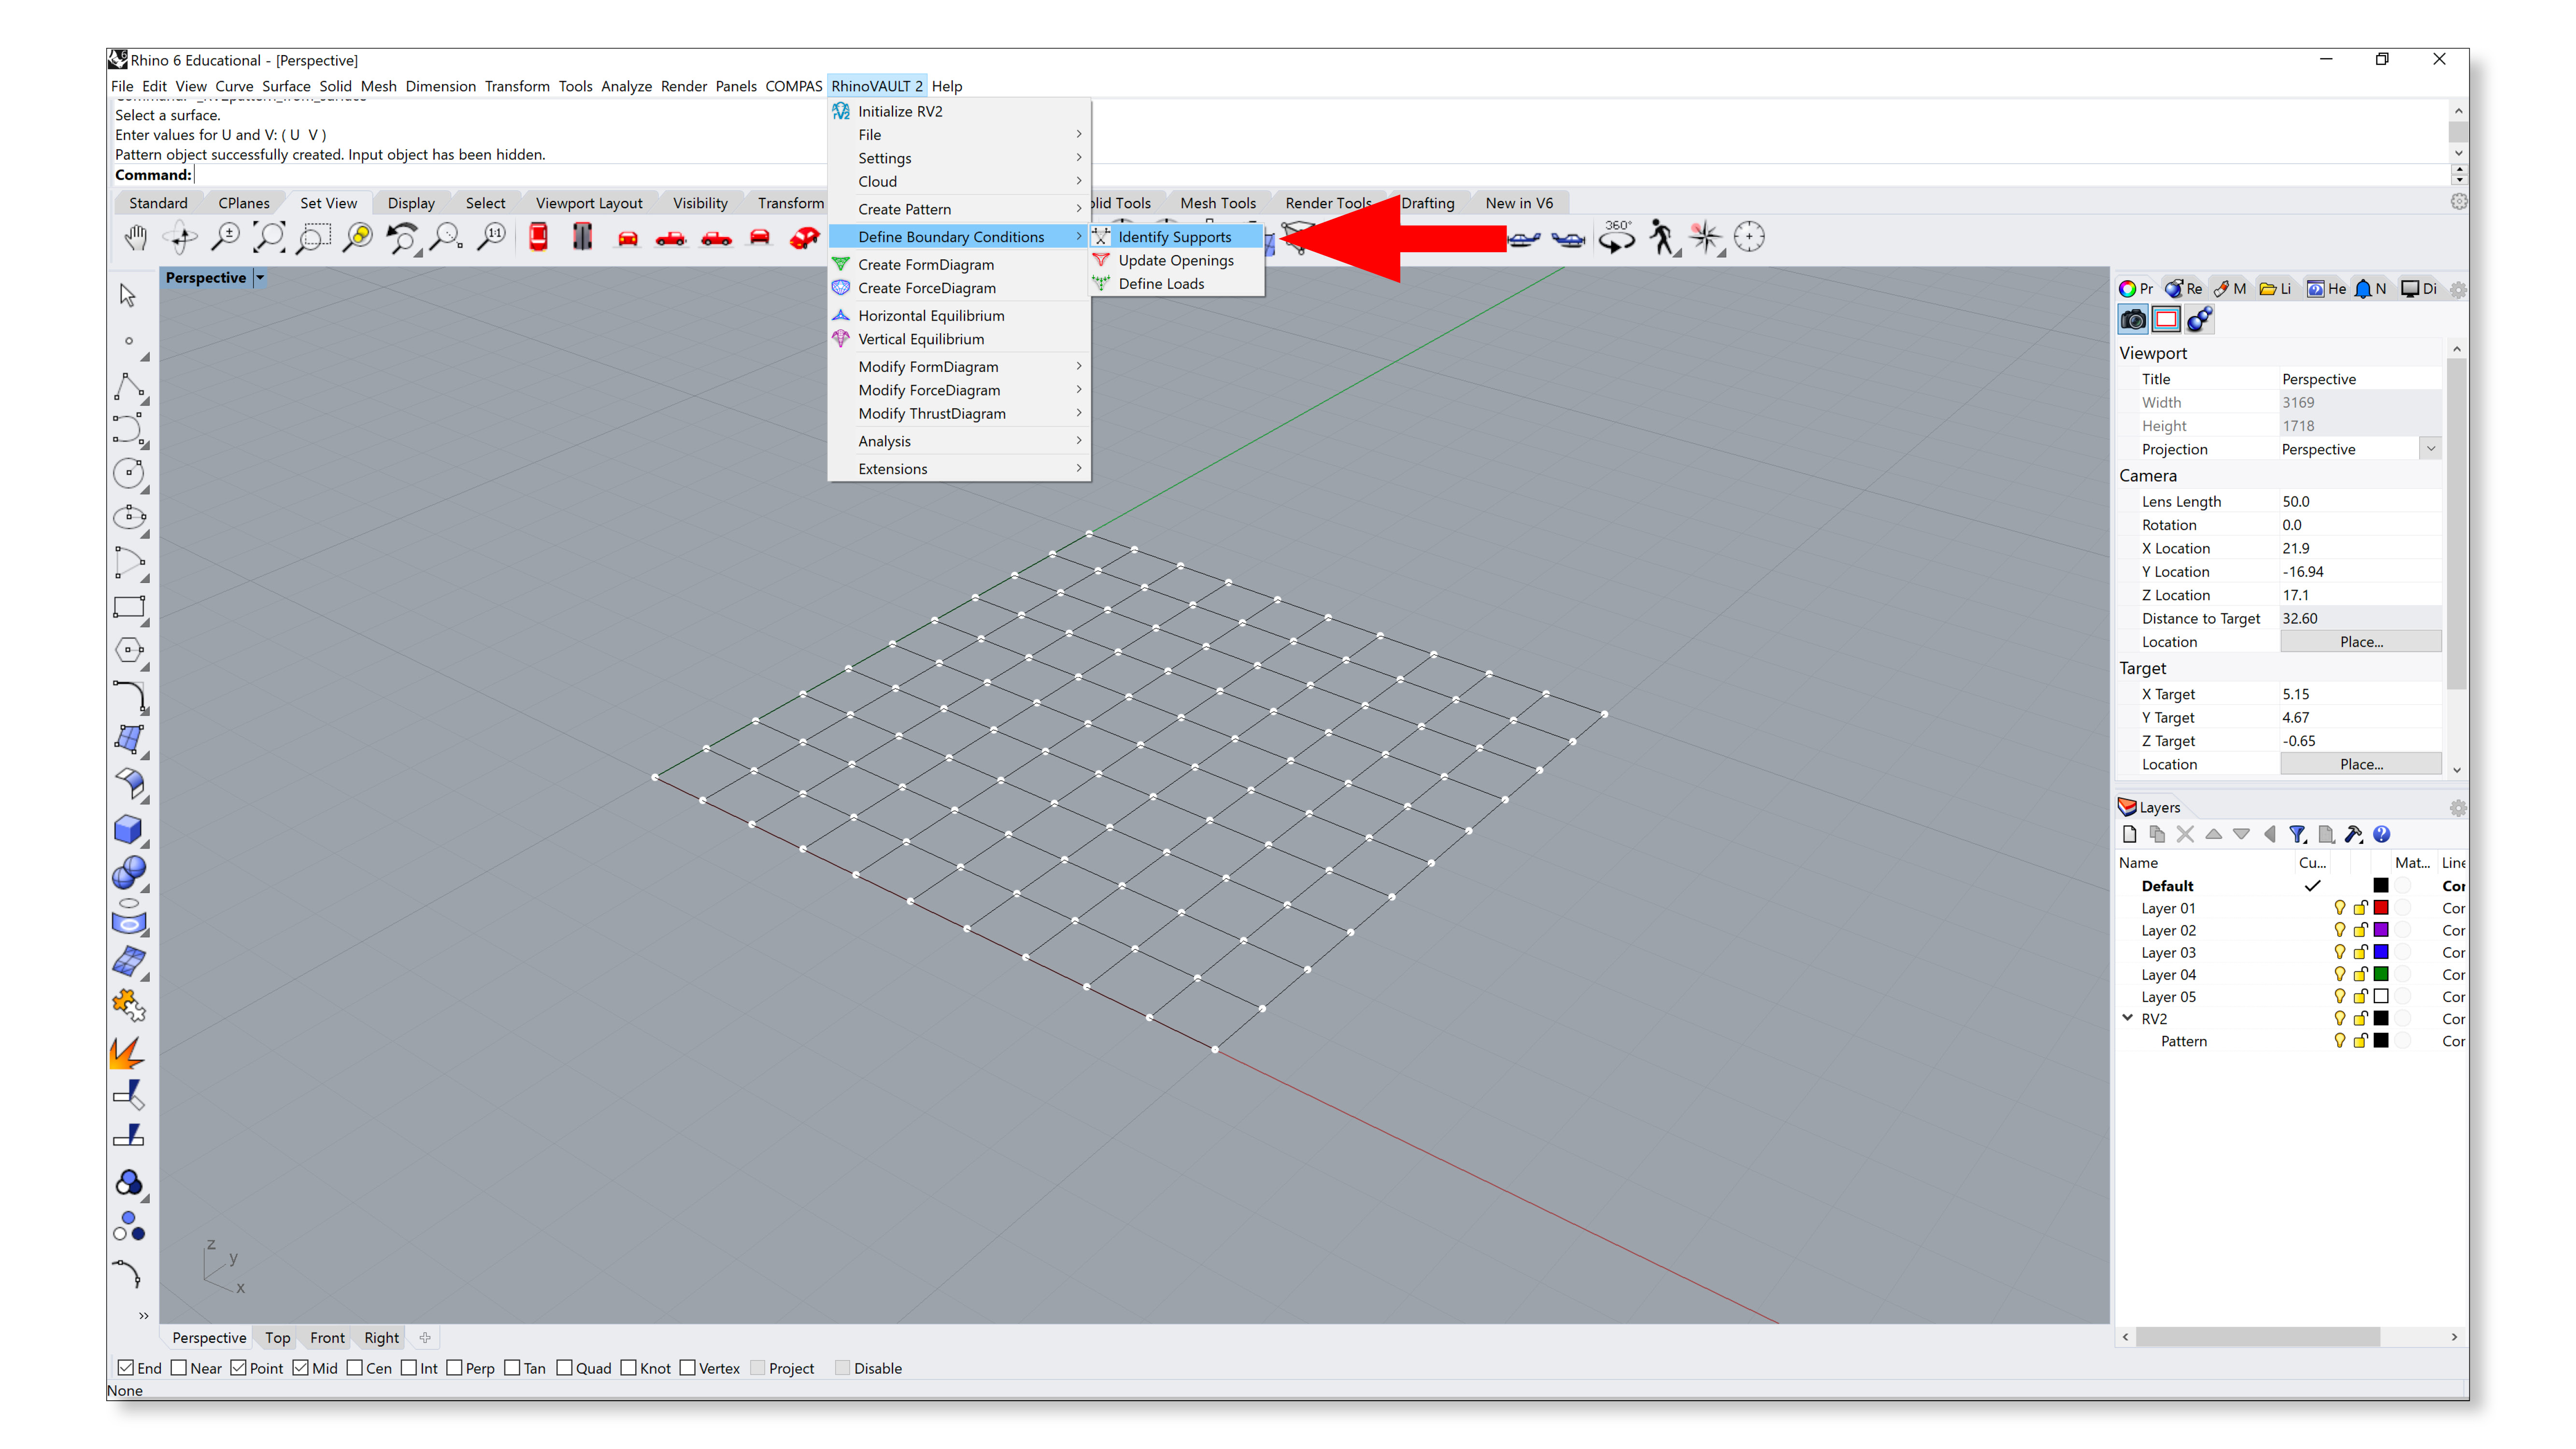 Rhino 6 Educational - [Perspective]
File Edit View Curve Surface Solid Mesh Dimension Transform Tools Analyze Render Panels COMPAS RhinoVAULT 2 Help
Select a surface.
Enter values for U and V: ( U V )
Pattern object successfully created. Input object has been hidden.
Command:
Standard CPlanes Set View Display Select Viewport Layout Visibility Transform lid Tools Mesh Tools Render Tools Drafting New in V6
Initialize RV2
File
Settings
Cloud
Create Pattern
Define Boundary Conditions
Create FormDiagram
Create ForceDiagram
Horizontal Equilibrium
Vertical Equilibrium
Modify FormDiagram
Modify ForceDiagram
Modify ThrustDiagram
Analysis
Extensions
Identify Supports
Update Openings
Define Loads
1:1
360°
Perspective
z
y
x
Pr Re M Li He N Di
Viewport
Title Perspective
Width 3169
Height 1718
Projection Perspective
Camera
Lens Length 50.0
Rotation 0.0
X Location 21.9
Y Location -16.94
Z Location 17.1
Distance to Target 32.60
Location Place...
Target
X Target 5.15
Y Target 4.67
Z Target -0.65
Location Place...
Layers
Name Cu... Mat... Line
Default Cor
Layer 01 Cor
Layer 02 Cor
Layer 03 Cor
Layer 04 Cor
Layer 05 Cor
RV2 Cor
Pattern Cor
Perspective Top Front Right
End Near Point Mid Cen Int Perp Tan Quad Knot Vertex Project Disable
None